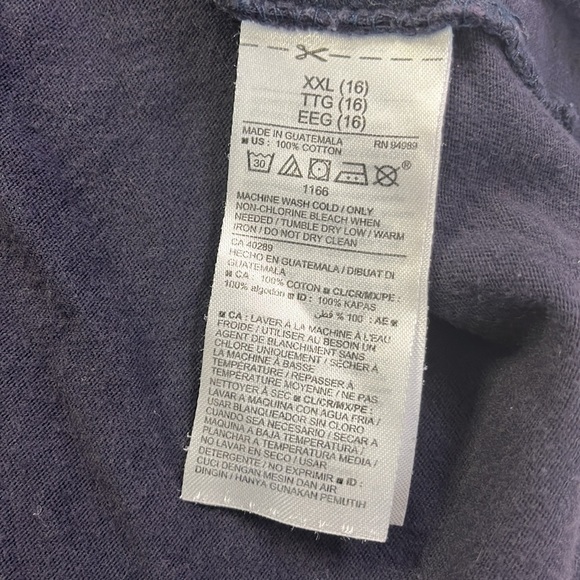 XXL (16)
TTG (16)
EEG (16)
MADE IN GUATEMALA RN 94989
■ US : 100% COTTON
30 ®
1166
MACHINE WASH COLD / ONLY
NON-CHLORINE BLEACH WHEN
NEEDED / TUMBLE DRY LOW / WARM
IRON / DO NOT DRY CLEAN
CA 40289
HECHO EN GUATEMALA / DIBUAT DI
GUATEMALA
■ CA : 100% COTON ■ CL/CR/MX/PE :
100% algodón ■ ID : 100% KAPAS
■ AE : 100 % قطن
■ CA : LAVER À LA MACHINE À L'EAU
FROIDE / UTILISER AU BESOIN UN
AGENT DE BLANCHIMENT SANS
CHLORE UNIQUEMENT / SÉCHER À
LA MACHINE À BASSE
TEMPÉRATURE / REPASSER À
TEMPÉRATURE MOYENNE / NE PAS
NETTOYER À SEC ■ CL/CR/MX/PE :
LAVAR A MAQUINA CON AGUA FRIA /
USAR BLANQUEADOR SIN CLORO
CUANDO SEA NECESARIO / SECAR A
MAQUINA A BAJA TEMPERATURA /
PLANCHAR A TEMPERATURA MEDIA /
NO LAVAR EN SECO / USAR
DETERGENTE / NO EXPRIMIR ■ ID :
CUCI DENGAN MESIN DAN AIR
DINGIN / HANYA GUNAKAN PEMUTIH